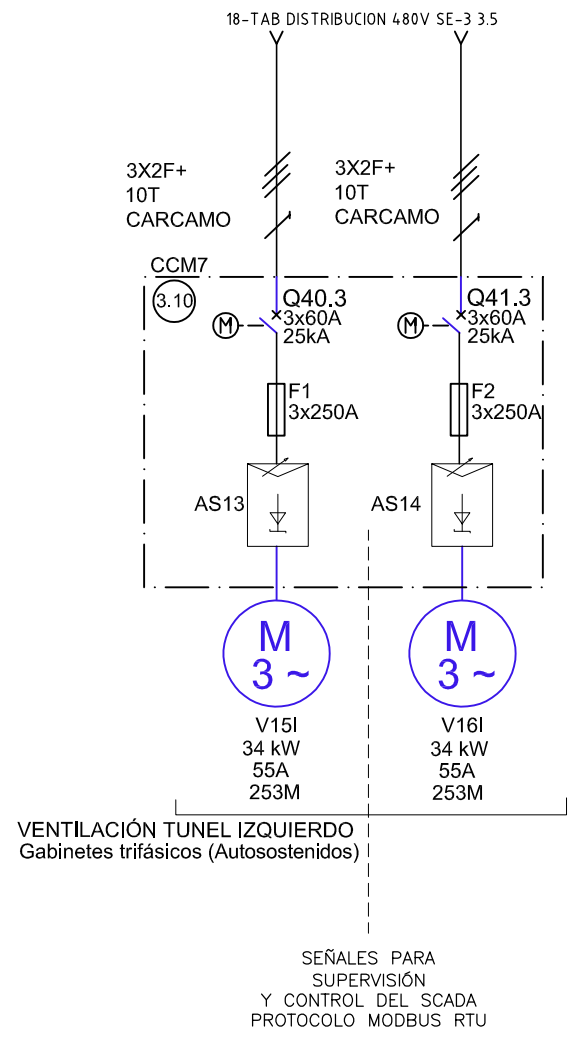 18-TAB DISTRIBUCION 480V SE-3 3.5
3X2F+
10T
CARCAMO
3X2F+
10T
CARCAMO
CCM7
3.10
M
Q40.3
3x60A
25kA
M
Q41.3
3x60A
25kA
F1
3x250A
F2
3x250A
AS13
AS14
M
3 ~
M
3 ~
V15I
34 kW
55A
253M
V16I
34 kW
55A
253M
VENTILACIÓN TUNEL IZQUIERDO
Gabinetes trifásicos (Autosostenidos)
SEÑALES PARA
SUPERVISIÓN
Y CONTROL DEL SCADA
PROTOCOLO MODBUS RTU